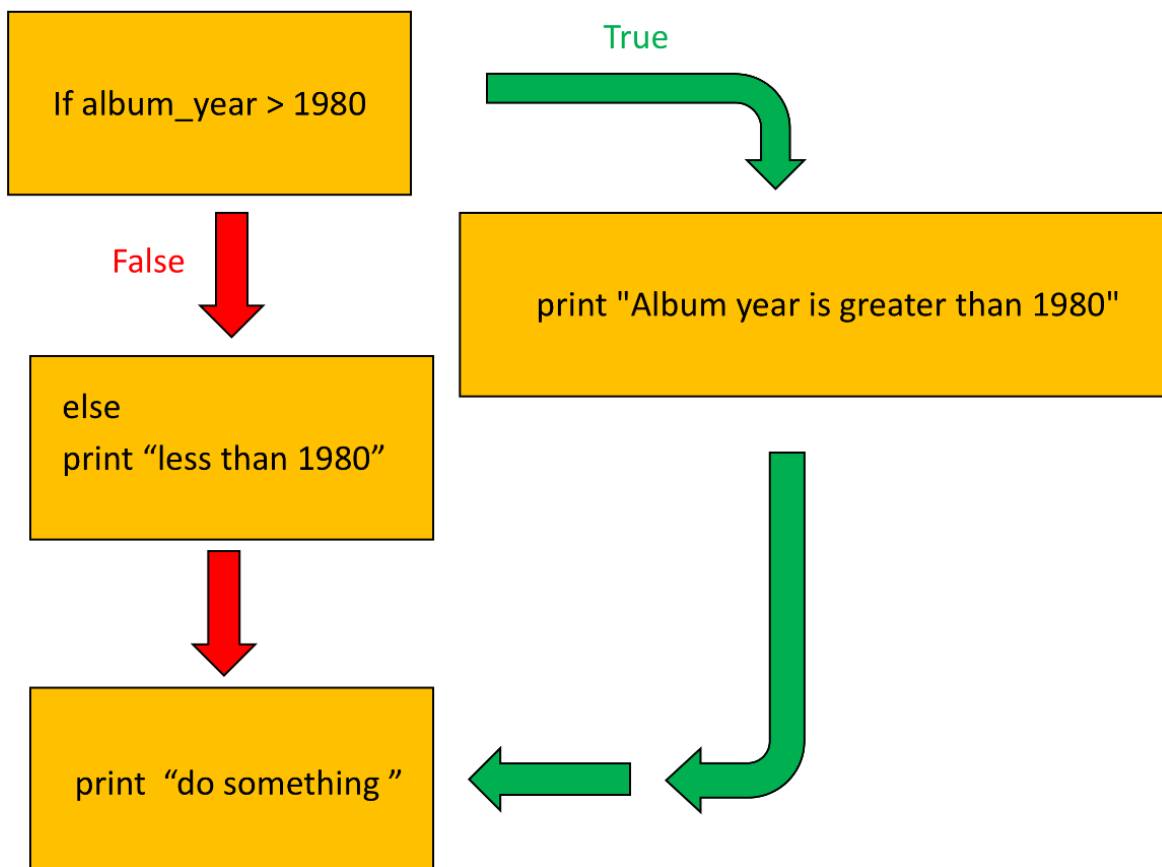 If album_year > 1980
True
False
print "Album year is greater than 1980"
else
print “less than 1980”
print  “do something ”